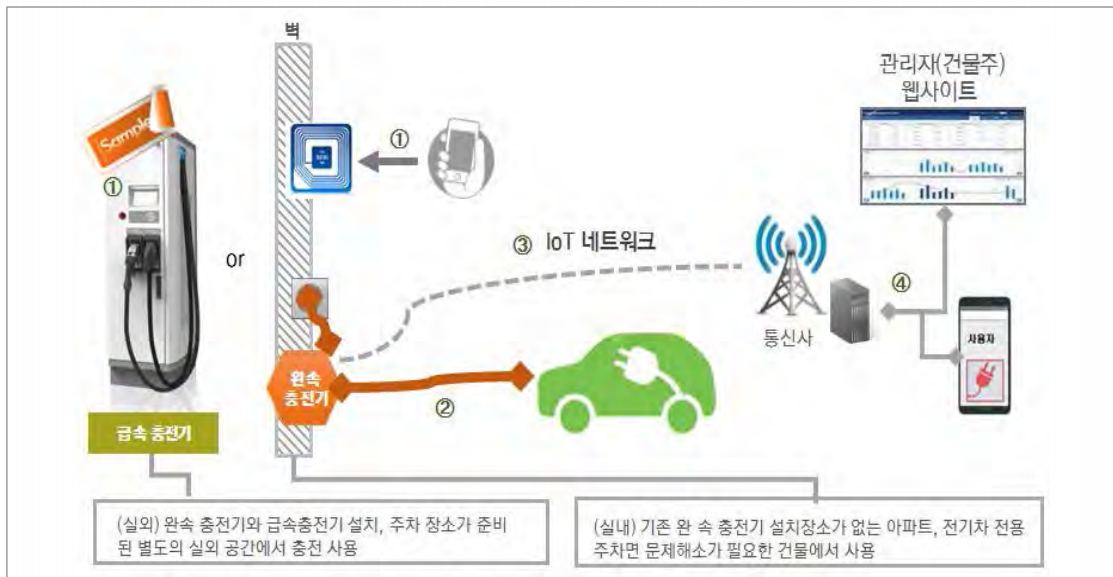 벽
관리자(건물주)
웹사이트
Sample
①
①
or
③ IoT 네트워크
④
통신사
사용자
완속
충전기
②
급속 충전기
(실외) 완속 충전기와 급속충전기 설치, 주차 장소가 준비
된 별도의 실외 공간에서 충전 사용
(실내) 기존 완 속 충전기 설치장소가 없는 아파트, 전기차 전용
주차면 문제해소가 필요한 건물에서 사용